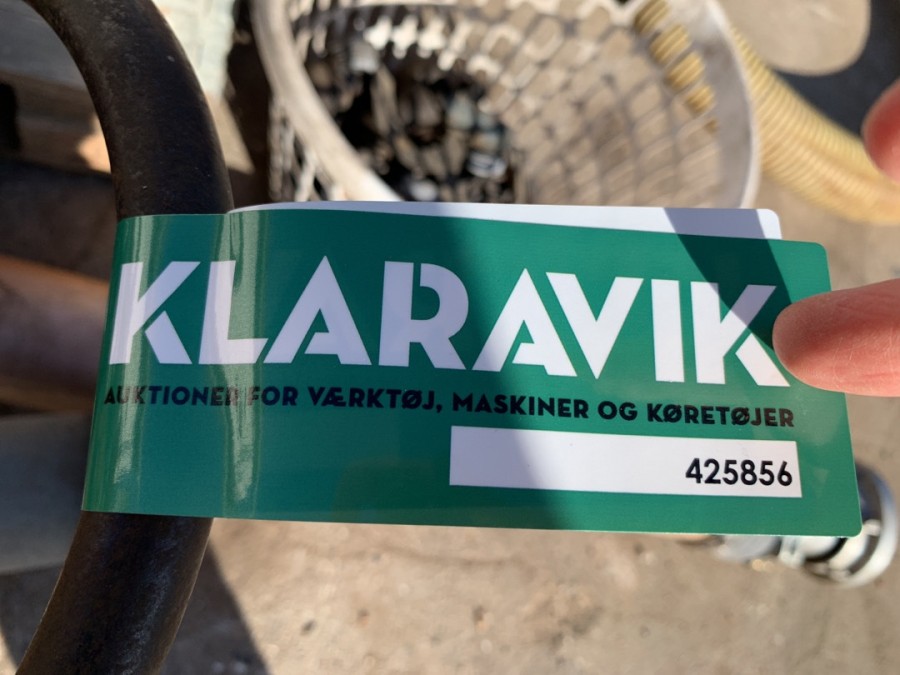 KLARAVIK
AUKTIONER FOR VÆRKTØJ, MASKINER OG KØRETØJER
425856